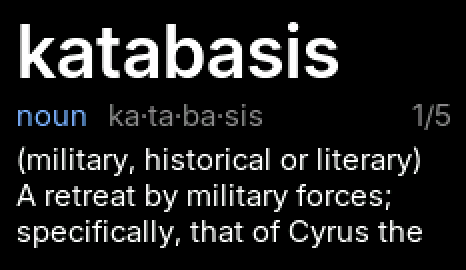 katabasis
noun ka·ta·ba·sis 1/5
(military, historical or literary)
A retreat by military forces;
specifically, that of Cyrus the